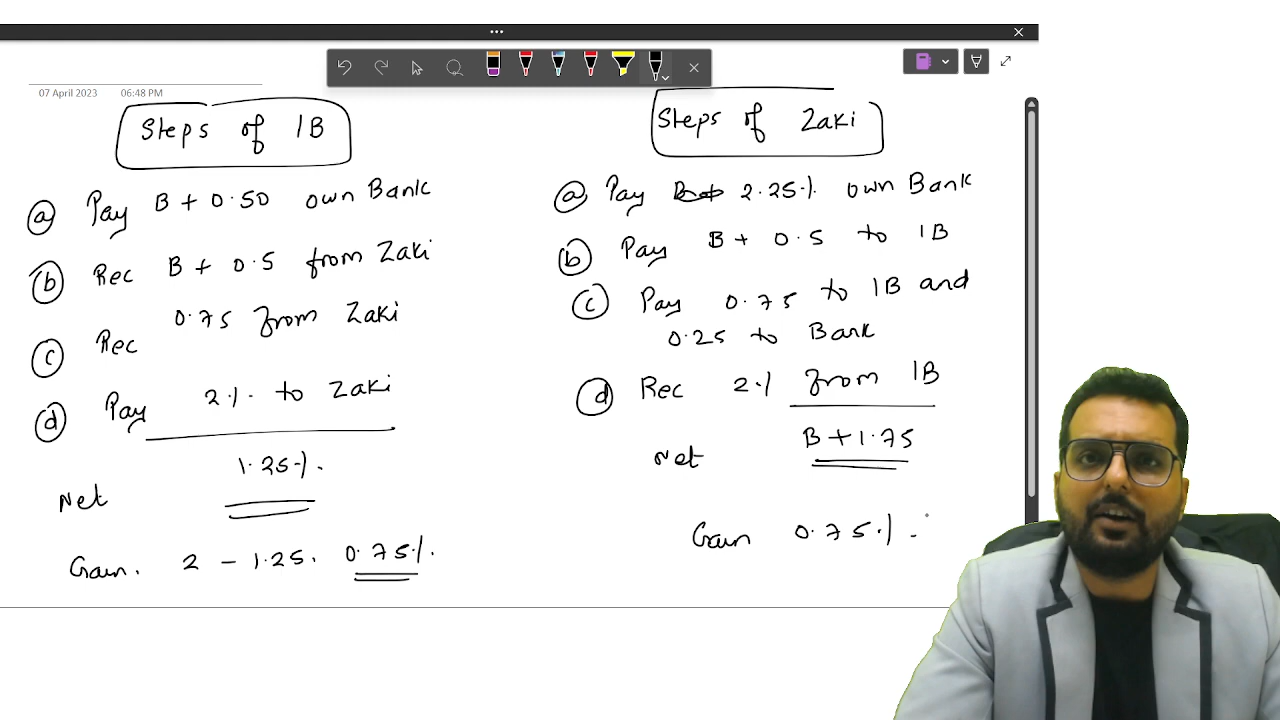 07 April 2023 06:48 PM
Steps of IB
(a) Pay B + 0.50 own Bank
(b) Rec B + 0.5 from Zaki
(c) Rec 0.75 from Zaki
(d) Pay 2%. to Zaki
Net 1.25%.
Gain. 2 - 1.25. 0.75%.
Steps of Zaki
(a) Pay B+ 2.25% own Bank
(b) Pay B + 0.5 to IB
(c) Pay 0.75 to IB and
0.25 to Bank
(d) Rec 2% from IB
Net B + 1.75
Gain 0.75% -